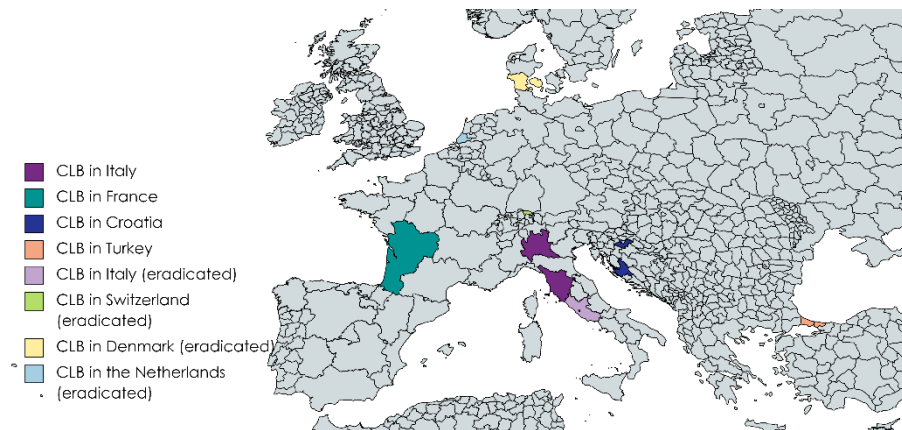 CLB in Italy
CLB in France
CLB in Croatia
CLB in Turkey
CLB in Italy (eradicated)
CLB in Switzerland
(eradicated)
CLB in Denmark (eradicated)
CLB in the Netherlands
(eradicated)